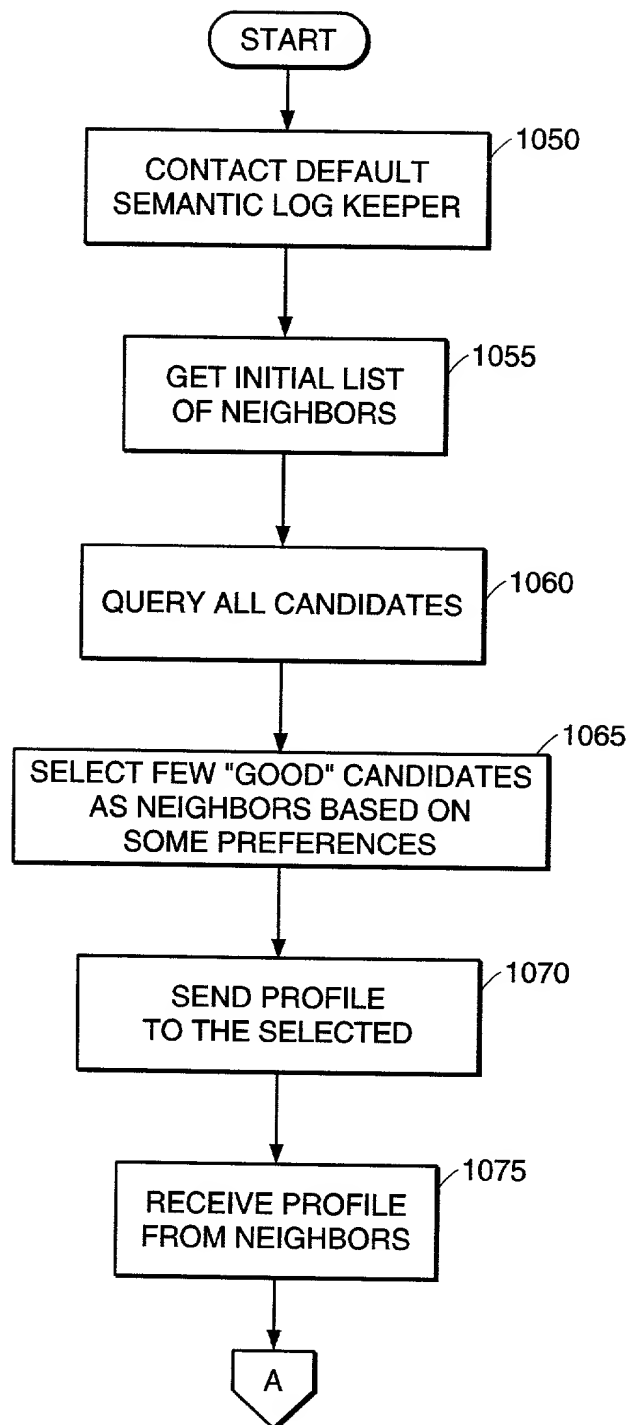 START
1050
CONTACT DEFAULT
SEMANTIC LOG KEEPER
1055
GET INITIAL LIST
OF NEIGHBORS
1060
QUERY ALL CANDIDATES
1065
SELECT FEW "GOOD" CANDIDATES
AS NEIGHBORS BASED ON
SOME PREFERENCES
1070
SEND PROFILE
TO THE SELECTED
1075
RECEIVE PROFILE
FROM NEIGHBORS
A